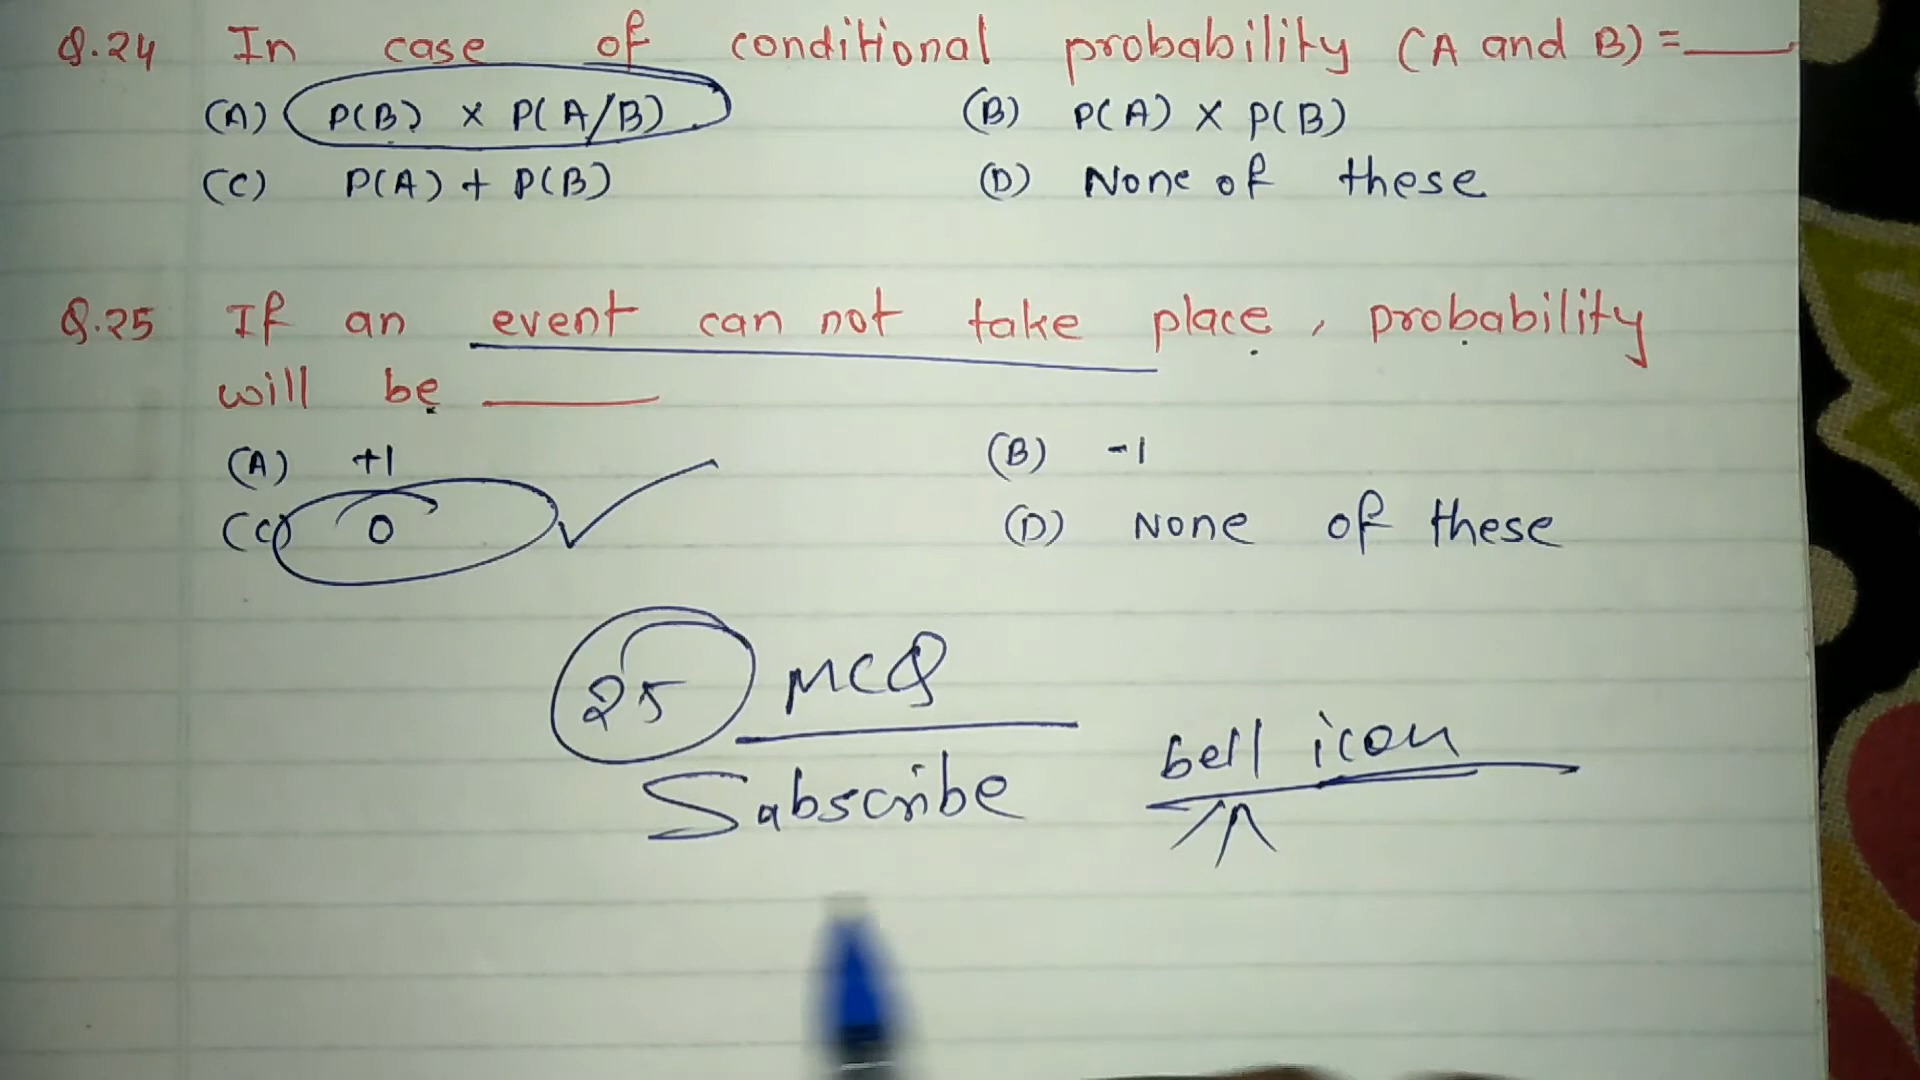 Q.24 In case of conditional probability (A and B) = ____
(A) P(B) x P(A/B) (B) P(A) X P(B)
(C) P(A) + P(B) (D) None of these
Q.25 If an event can not take place, probability
will be ____
(A) +1 (B) -1
(C) 0 (D) None of these
25 MCQ
Subscribe bell icon